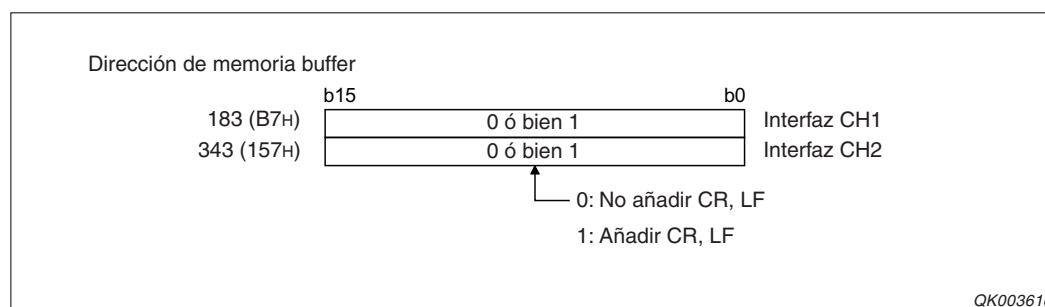 Dirección de memoria buffer
b15 b0
183 (B7H) 0 ó bien 1 Interfaz CH1
343 (157H) 0 ó bien 1 Interfaz CH2
0: No añadir CR, LF
1: Añadir CR, LF